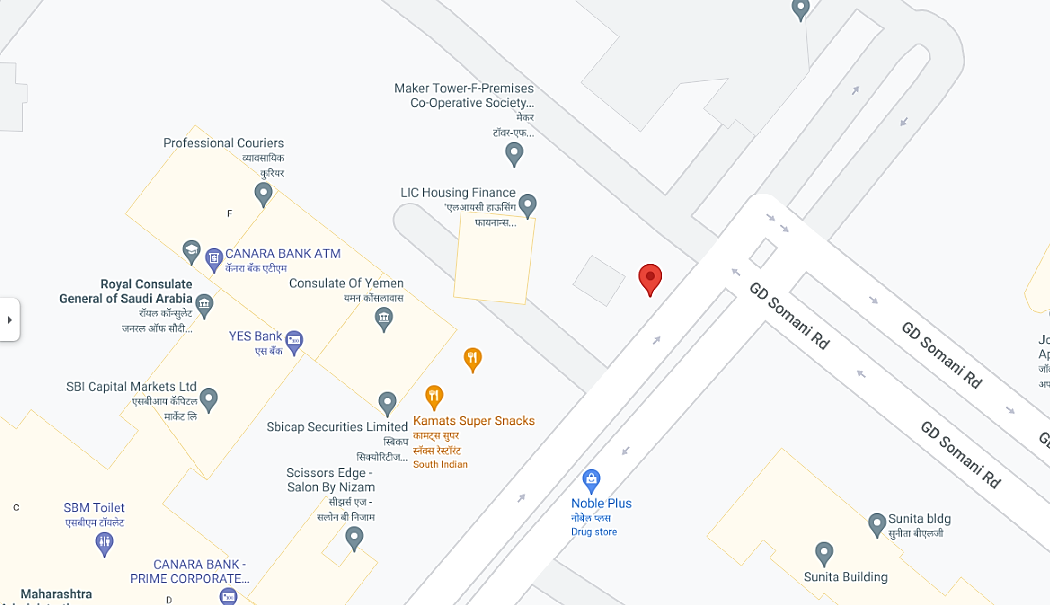 Maker Tower-F-Premises
Co-Operative Society...
मेकर
टॉवर-एफ...
Professional Couriers
व्यावसायिक
कुरियर
LIC Housing Finance
'एलआयसी हाऊसिंग
फायनान्स...
F
CANARA BANK ATM
कॅनरा बँक एटीएम
Royal Consulate
General of Saudi Arabia
रॉयल कॉन्सुलेट
जनरल ऑफ सौदी...
Consulate Of Yemen
यमन कोंसलावास
YES Bank
एस बँक
GD Somani Rd
GD Somani Rd
GD Somani Rd
SBI Capital Markets Ltd
एसबीआय कॅपिटल
मार्केट लि
Sbicap Securities Limited
स्बिकप
सिक्योरिटीज...
Kamats Super Snacks
कामट्स सुपर
स्नॅक्स रेस्टॉरंट
South Indian
Scissors Edge -
Salon By Nizam
सीझर्स एज -
सलोन बी निजाम
Noble Plus
नोबेल प्लस
Drug store
C
SBM Toilet
एसबीएम टॉयलेट
Sunita bldg
सुनीता बीएलजी
Sunita Building
CANARA BANK -
PRIME CORPORATE...
D
Maharashtra